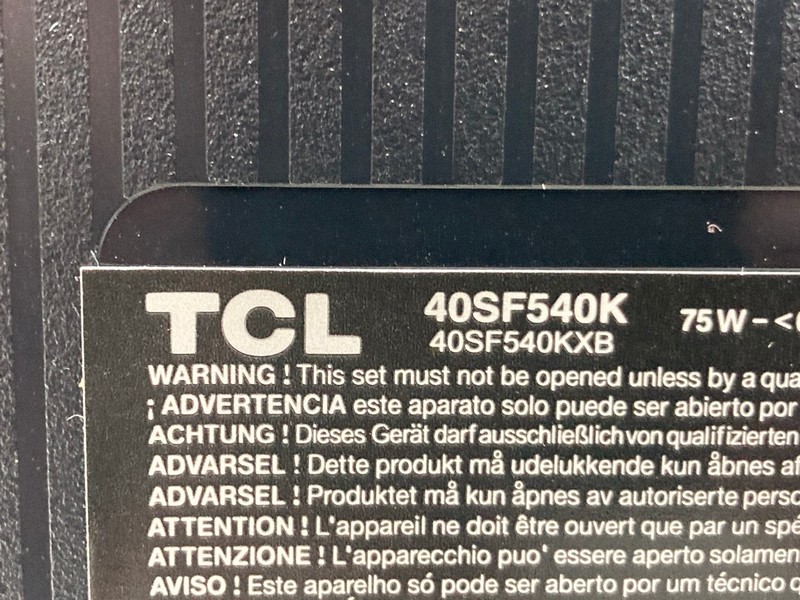 TCL
40SF540K 75W – <
40SF540KXB
WARNING ! This set must not be opened unless by a
¡ ADVERTENCIA este aparato solo puede ser abierto por
ACHTUNG ! Dieses Gerät darf ausschließlich von qualifizierten
ADVARSEL ! Dette produkt må udelukkende kun åbnes
ADVARSEL ! Produktet må kun åpnes av autoriserte
ATTENTION ! L'appareil ne doit être ouvert que par un
ATTENZIONE ! L'apparecchio puo' essere aperto
AVISO ! Este aparelho só pode ser aberto por um técnico